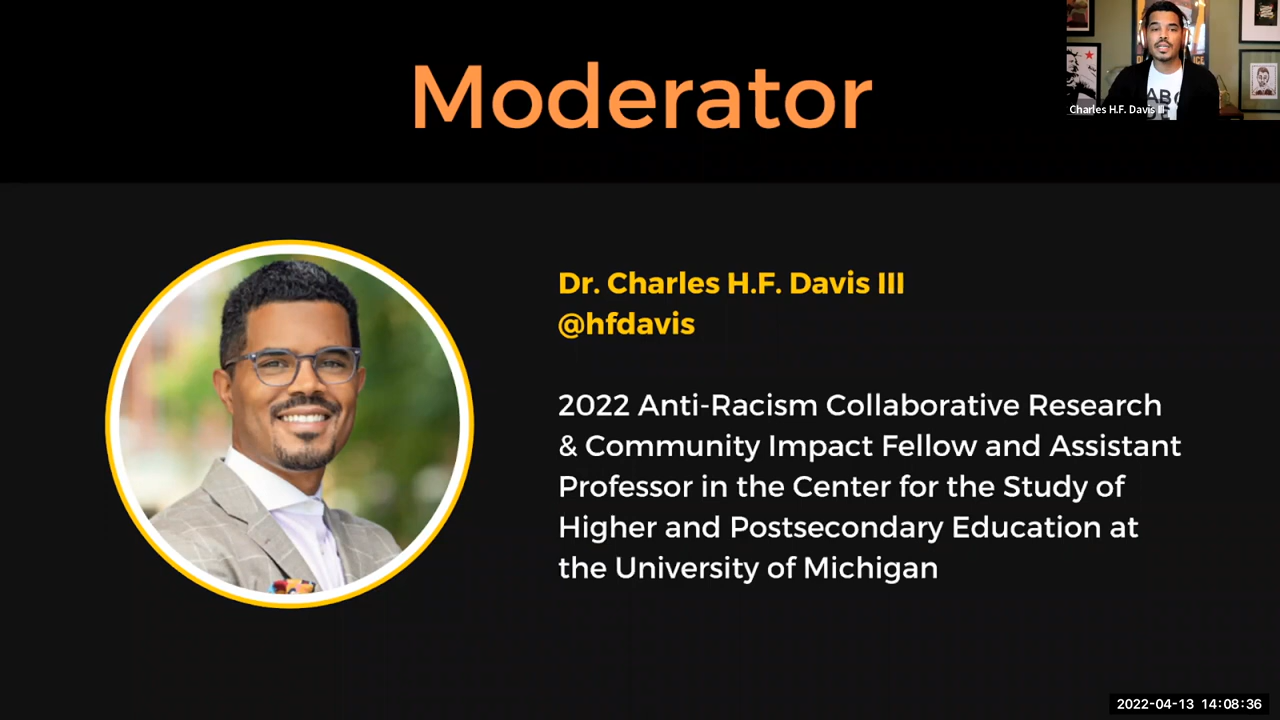 Moderator
Charles H.F. Davis III
Dr. Charles H.F. Davis III
@hfdavis
2022 Anti-Racism Collaborative Research
& Community Impact Fellow and Assistant
Professor in the Center for the Study of
Higher and Postsecondary Education at
the University of Michigan
2022-04-13 14:08:36